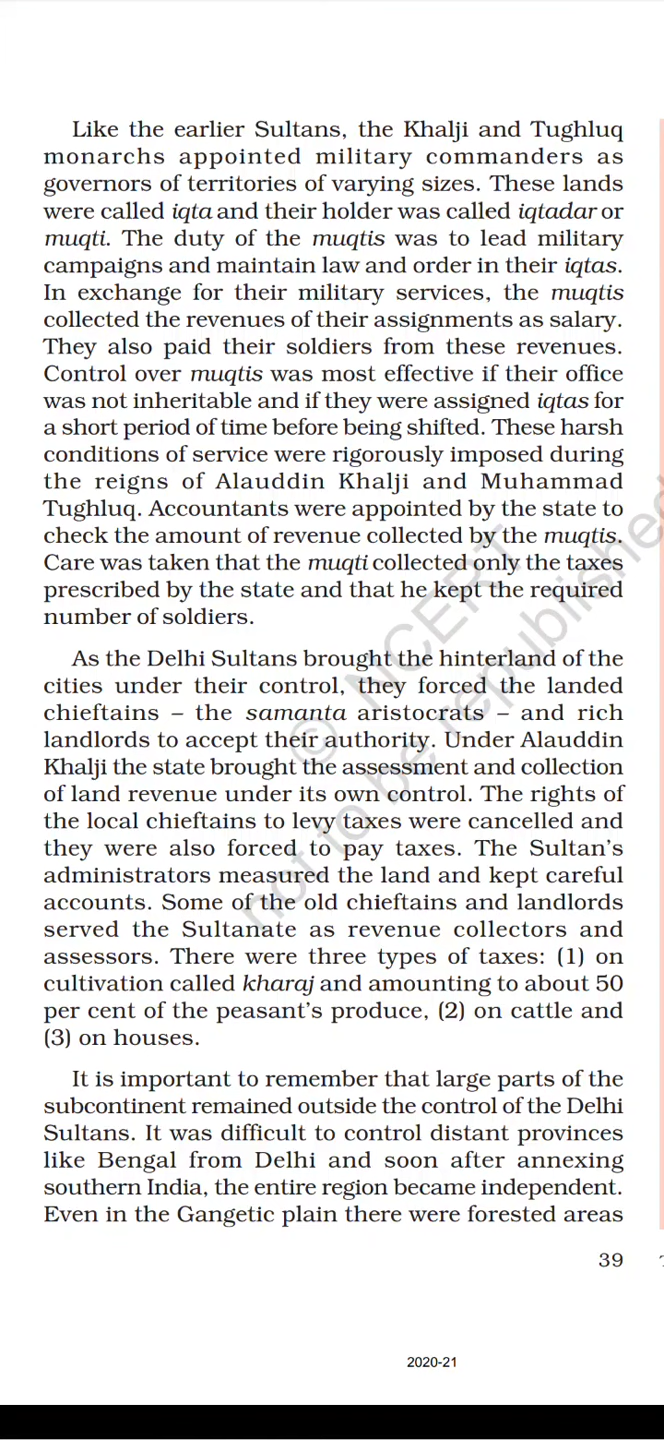 Like the earlier Sultans, the Khalji and Tughluq
monarchs appointed military commanders as
governors of territories of varying sizes. These lands
were called iqta and their holder was called iqtadar or
muqti. The duty of the muqtis was to lead military
campaigns and maintain law and order in their iqtas.
In exchange for their military services, the muqtis
collected the revenues of their assignments as salary.
They also paid their soldiers from these revenues.
Control over muqtis was most effective if their office
was not inheritable and if they were assigned iqtas for
a short period of time before being shifted. These harsh
conditions of service were rigorously imposed during
the reigns of Alauddin Khalji and Muhammad
Tughluq. Accountants were appointed by the state to
check the amount of revenue collected by the muqtis.
Care was taken that the muqti collected only the taxes
prescribed by the state and that he kept the required
number of soldiers.
As the Delhi Sultans brought the hinterland of the
cities under their control, they forced the landed
chieftains – the samanta aristocrats – and rich
landlords to accept their authority. Under Alauddin
Khalji the state brought the assessment and collection
of land revenue under its own control. The rights of
the local chieftains to levy taxes were cancelled and
they were also forced to pay taxes. The Sultan's
administrators measured the land and kept careful
accounts. Some of the old chieftains and landlords
served the Sultanate as revenue collectors and
assessors. There were three types of taxes: (1) on
cultivation called kharaj and amounting to about 50
per cent of the peasant's produce, (2) on cattle and
(3) on houses.
It is important to remember that large parts of the
subcontinent remained outside the control of the Delhi
Sultans. It was difficult to control distant provinces
like Bengal from Delhi and soon after annexing
southern India, the entire region became independent.
Even in the Gangetic plain there were forested areas
39
2020-21
© NCERT
not to be republished